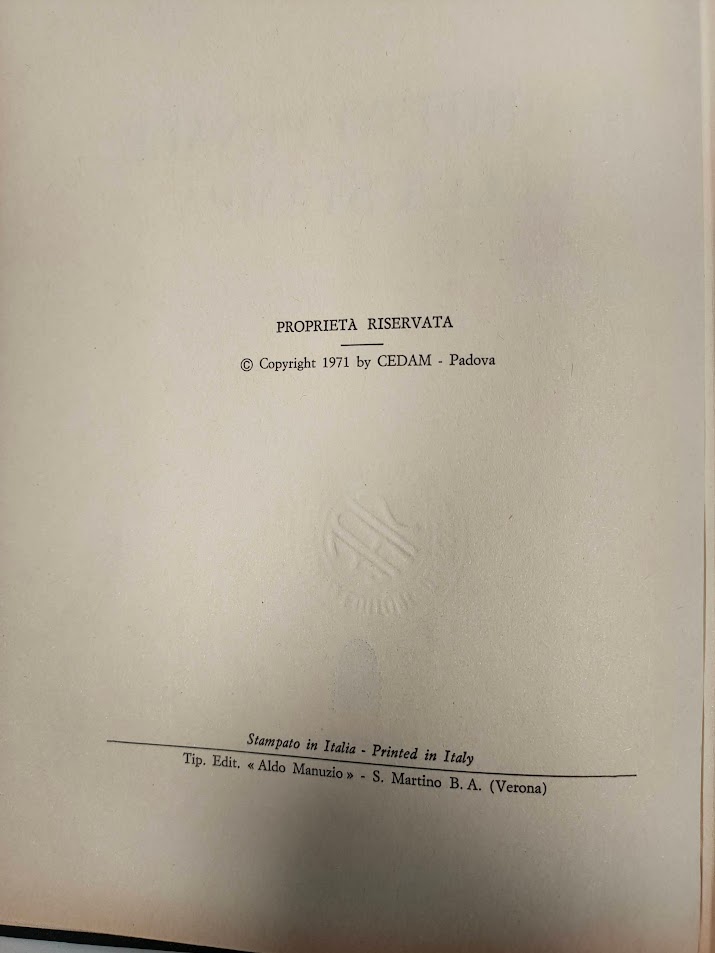 PROPRIETÀ RISERVATA
© Copyright 1971 by CEDAM - Padova
Stampato in Italia - Printed in Italy
Tip. Edit. « Aldo Manuzio » - S. Martino B. A. (Verona)